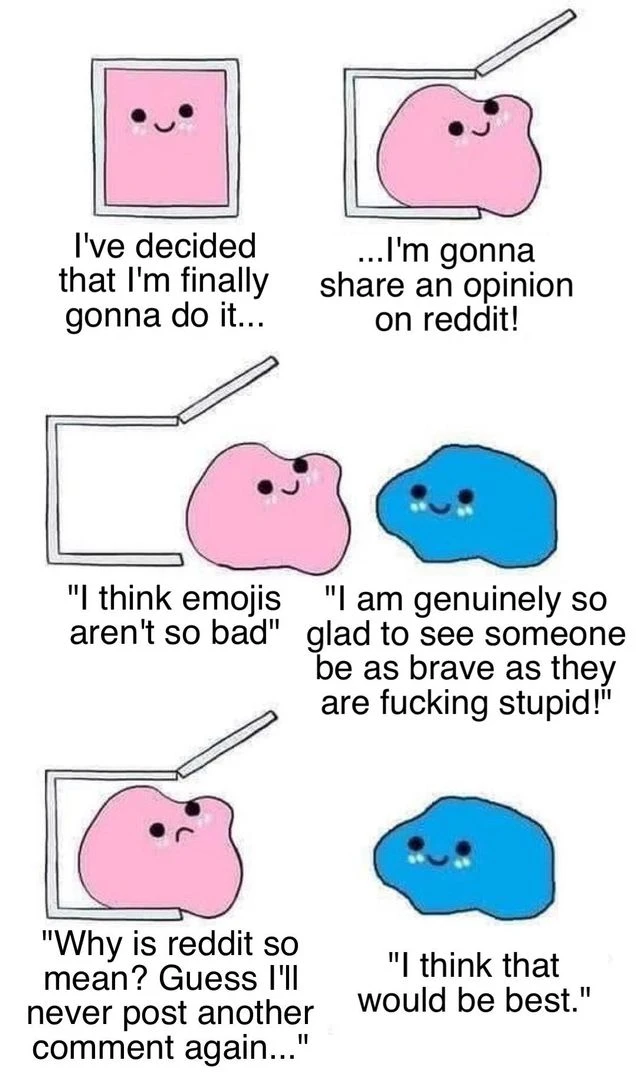 I've decided
that I'm finally
gonna do it...
...I'm gonna
share an opinion
on reddit!
"I think emojis
aren't so bad"
"I am genuinely so
glad to see someone
be as brave as they
are fucking stupid!"
"Why is reddit so
mean? Guess I'll
never post another
comment again..."
"I think that
would be best."